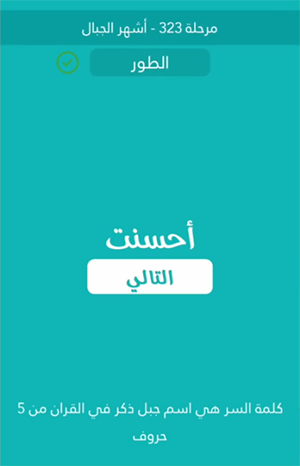 مرحلة 323 - أشهر الجبال
الطور
أحسنت
التالي
كلمة السر هي اسم جبل ذكر في القران من 5
حروف